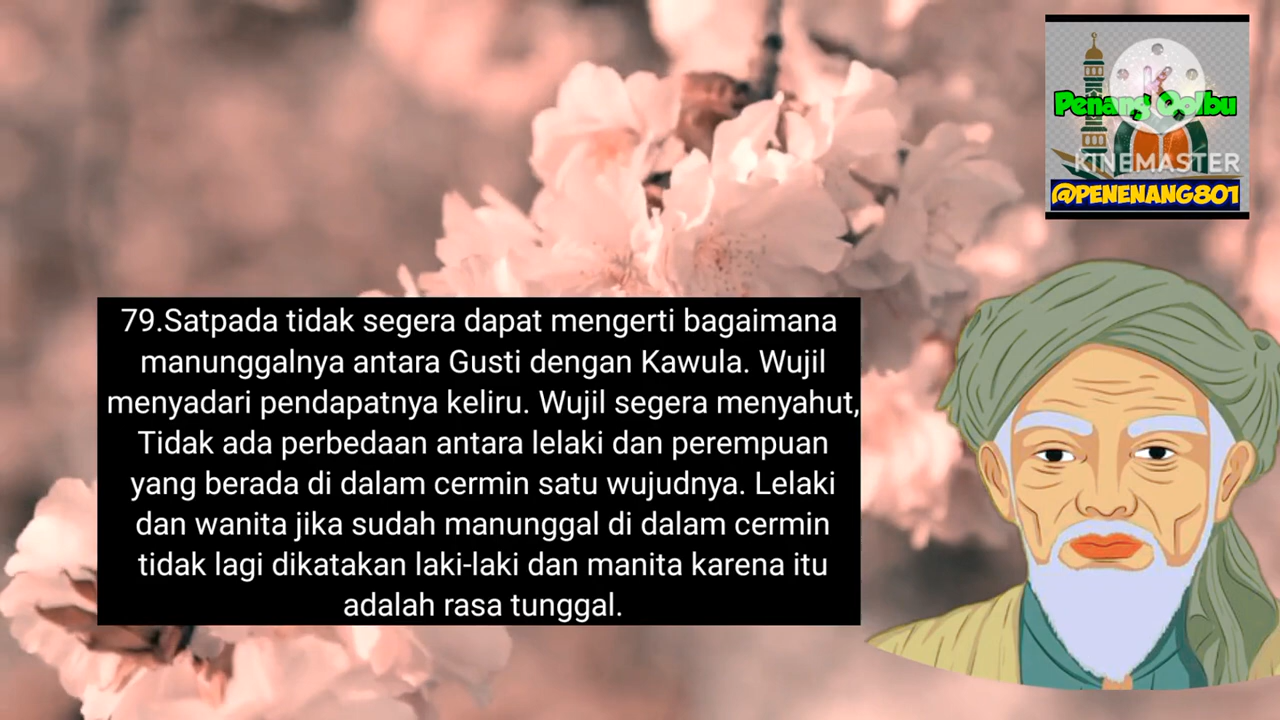 Penang Qolbu
KINEMASTER
@PENENANG801
79.Satpada tidak segera dapat mengerti bagaimana
manunggalnya antara Gusti dengan Kawula. Wujil
menyadari pendapatnya keliru. Wujil segera menyahut,
Tidak ada perbedaan antara lelaki dan perempuan
yang berada di dalam cermin satu wujudnya. Lelaki
dan wanita jika sudah manunggal di dalam cermin
tidak lagi dikatakan laki-laki dan manita karena itu
adalah rasa tunggal.